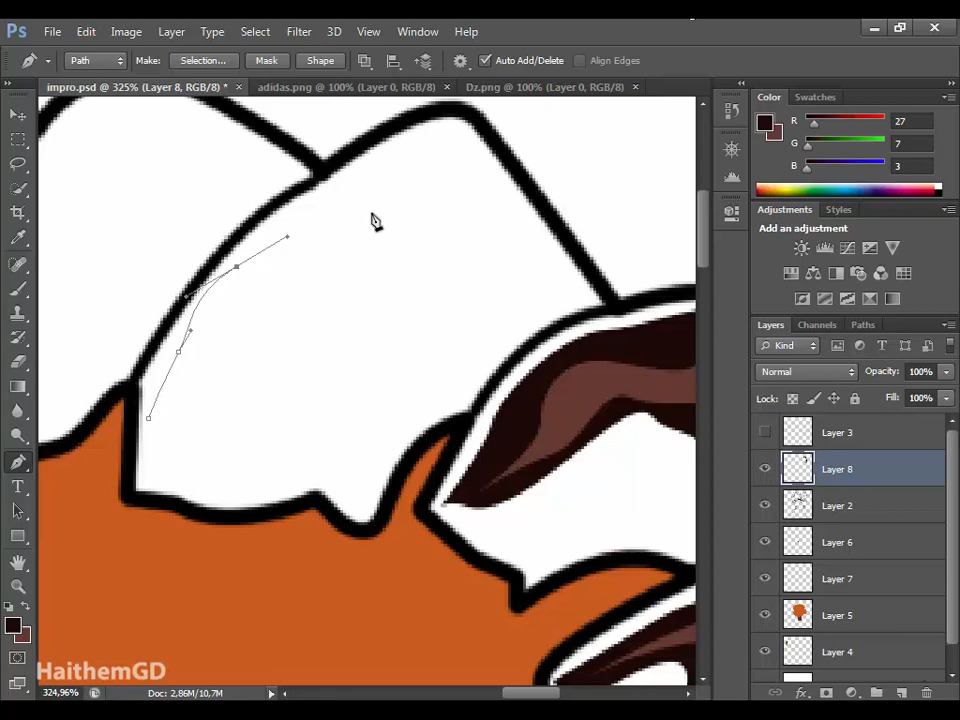 Ps File Edit Image Layer Type Select Filter 3D View Window Help
Path Make: Selection... Mask Shape Auto Add/Delete Align Edges
impro.psd @ 325% (Layer 8, RGB/8) * × adidas.png @ 100% (Layer 0, RGB/8) × Dz.png @ 100% (Layer 0, RGB/8) ×
Color Swatches
R 27
G 7
B 3
Adjustments Styles
Add an adjustment
Layers Channels Paths
Kind
Normal Opacity: 100%
Lock: Fill: 100%
Layer 3
Layer 8
Layer 2
Layer 6
Layer 7
Layer 5
Layer 4
HaithemGD
324,96% Doc: 2,86M/10,7M